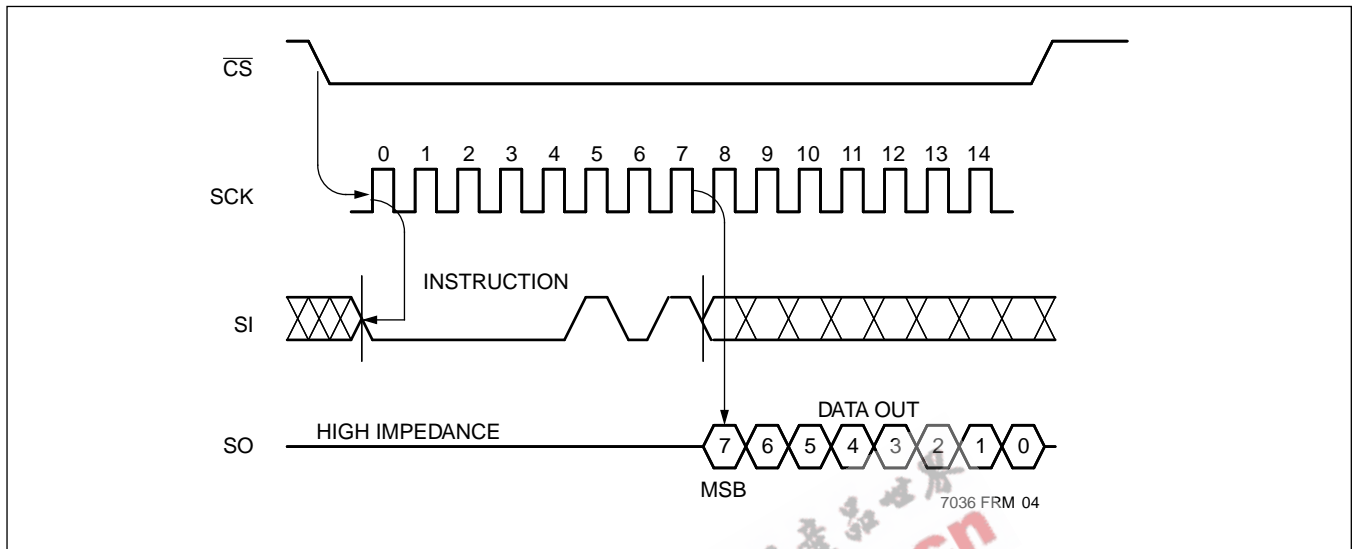 CS
0 1 2 3 4 5 6 7 8 9 10 11 12 13 14
SCK
INSTRUCTION
SI
DATA OUT
HIGH IMPEDANCE
SO
7 6 5 4 3 2 1 0
MSB
7036 FRM 04